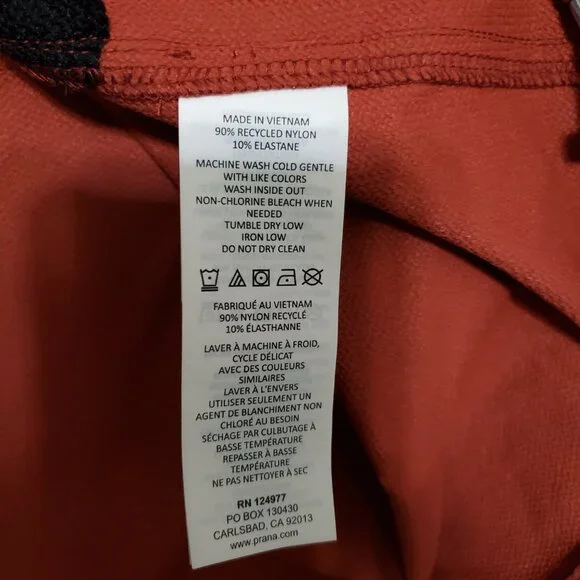 MADE IN VIETNAM
90% RECYCLED NYLON
10% ELASTANE
MACHINE WASH COLD GENTLE
WITH LIKE COLORS
WASH INSIDE OUT
NON-CHLORINE BLEACH WHEN
NEEDED
TUMBLE DRY LOW
IRON LOW
DO NOT DRY CLEAN
FABRIQUÉ AU VIETNAM
90% NYLON RECYCLÉ
10% ÉLASTHANNE
LAVER À MACHINE À FROID,
CYCLE DÉLICAT
AVEC DES COULEURS
SIMILAIRES
LAVER À L'ENVERS
UTILISER SEULEMENT UN
AGENT DE BLANCHIMENT NON
CHLORÉ AU BESOIN
SÉCHAGE PAR CULBUTAGE À
BASSE TEMPÉRATURE
REPASSER À BASSE
TEMPÉRATURE
NE PAS NETTOYER À SEC
RN 124977
PO BOX 130430
CARLSBAD, CA 92013
www.prana.com